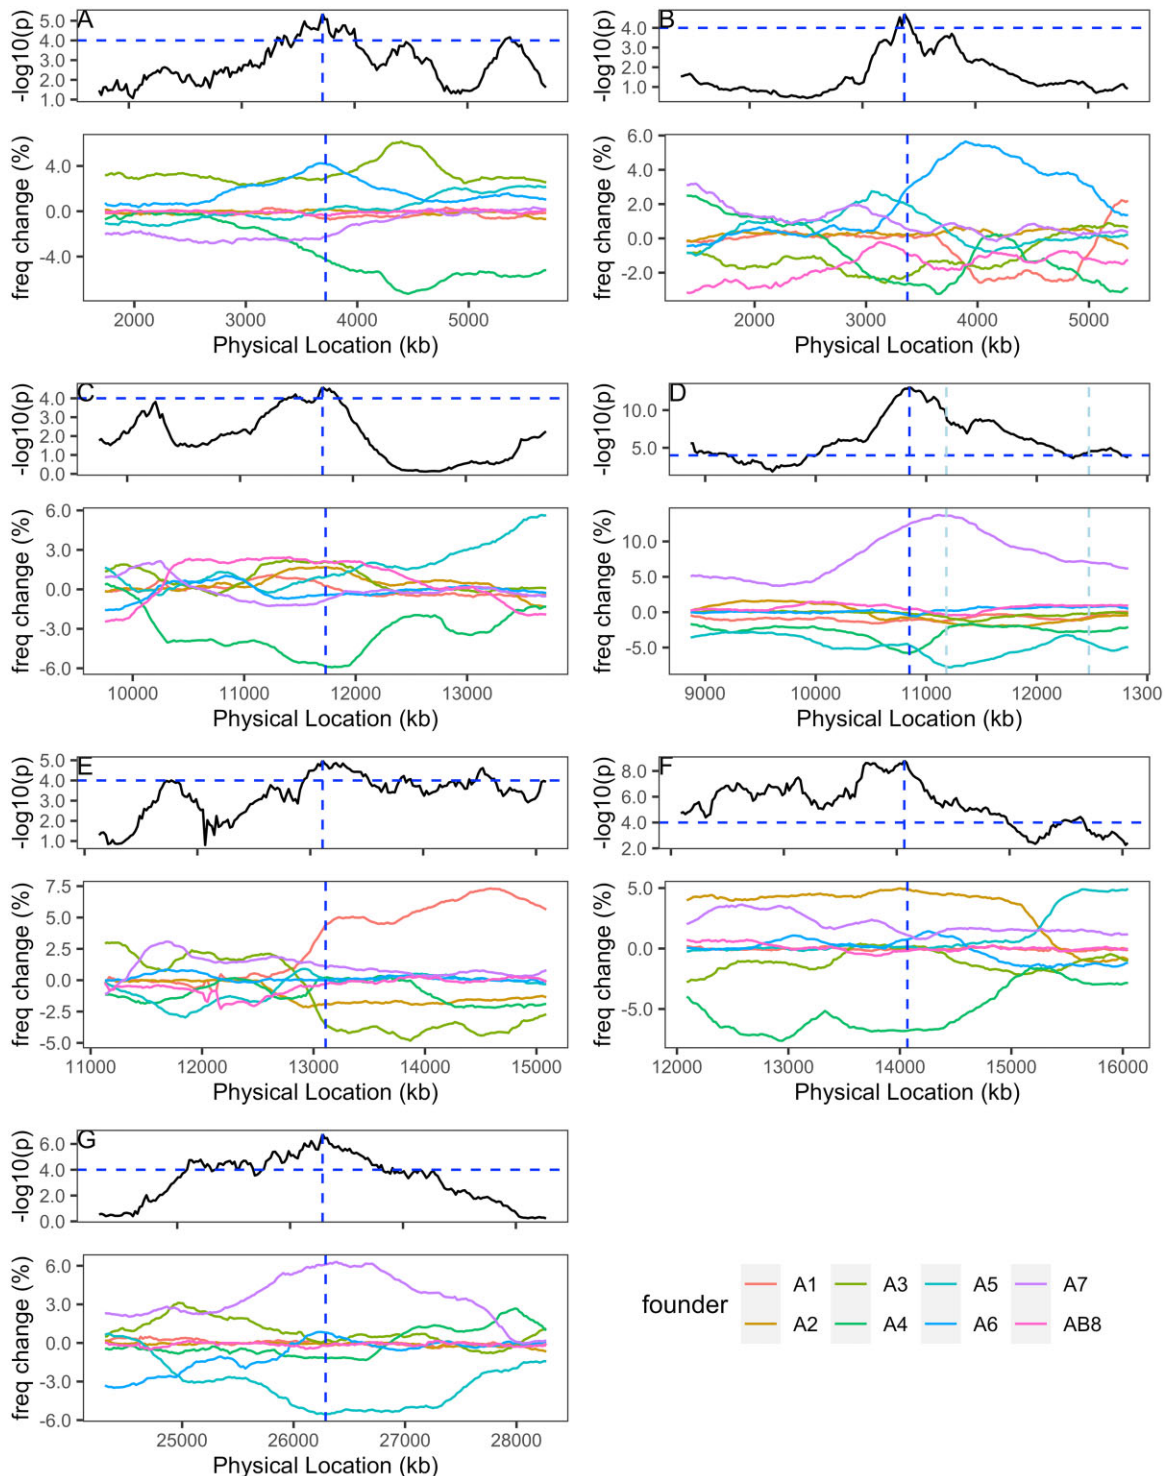 A
-log10(p)
5.0
4.0
3.0
2.0
1.0
freq change (%)
4.0
0.0
-4.0
2000 3000 4000 5000
Physical Location (kb)
B
-log10(p)
4.0
3.0
2.0
1.0
freq change (%)
6.0
4.0
2.0
0.0
-2.0
2000 3000 4000 5000
Physical Location (kb)
C
-log10(p)
4.0
3.0
2.0
1.0
0.0
freq change (%)
6.0
3.0
0.0
-3.0
-6.0
10000 11000 12000 13000
Physical Location (kb)
D
-log10(p)
10.0
5.0
freq change (%)
10.0
5.0
0.0
-5.0
9000 10000 11000 12000 1300
Physical Location (kb)
E
-log10(p)
5.0
4.0
3.0
2.0
1.0
freq change (%)
7.5
5.0
2.5
0.0
-2.5
-5.0
11000 12000 13000 14000 15000
Physical Location (kb)
F
-log10(p)
8.0
6.0
4.0
2.0
freq change (%)
5.0
0.0
-5.0
12000 13000 14000 15000 16000
Physical Location (kb)
G
-log10(p)
6.0
4.0
2.0
0.0
freq change (%)
6.0
3.0
0.0
-3.0
-6.0
25000 26000 27000 28000
Physical Location (kb)
founder
A1 A3 A5 A7
A2 A4 A6 AB8